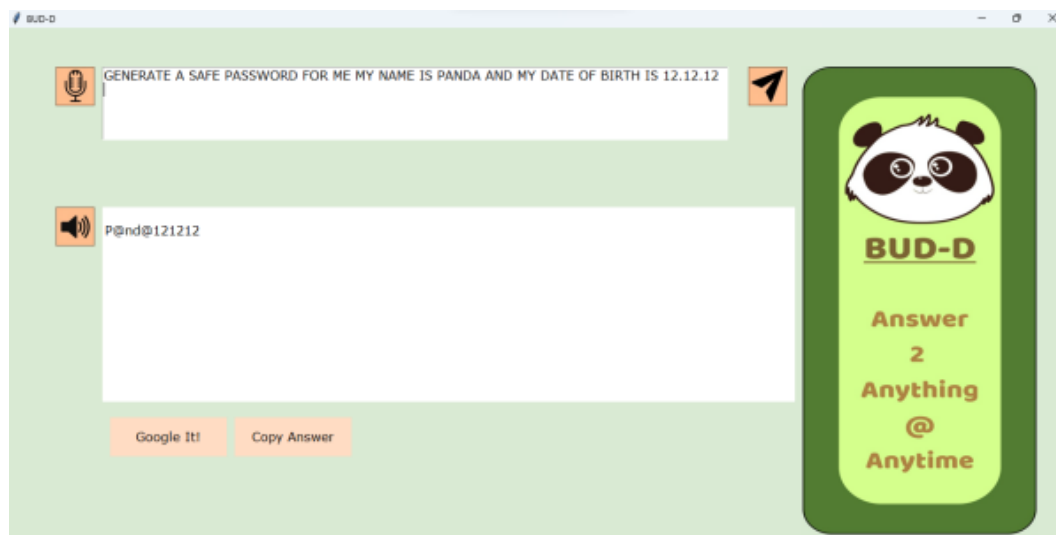 BUD-D
GENERATE A SAFE PASSWORD FOR ME MY NAME IS PANDA AND MY DATE OF BIRTH IS 12.12.12
P@nd@121212
Google It!
Copy Answer
BUD-D
Answer
2
Anything
@
Anytime